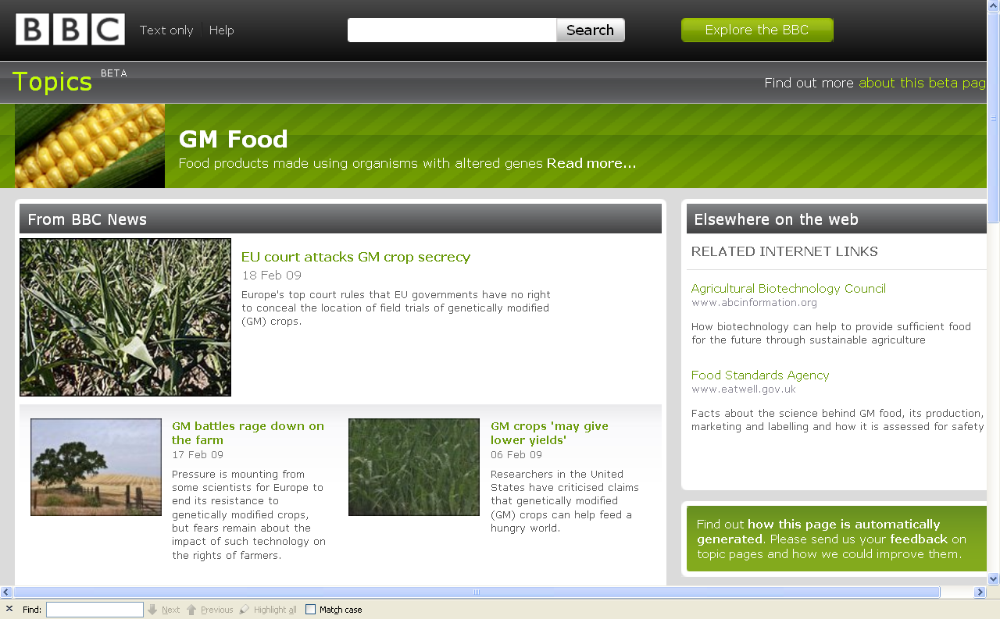 BBC Text only Help Search Explore the BBC
Topics BETA
Find out more about this beta pag
GM Food
Food products made using organisms with altered genes Read more...
From BBC News
EU court attacks GM crop secrecy
18 Feb 09
Europe's top court rules that EU governments have no right
to conceal the location of field trials of genetically modified
(GM) crops.
GM battles rage down on
the farm
17 Feb 09
Pressure is mounting from
some scientists for Europe to
end its resistance to
genetically modified crops,
but fears remain about the
impact of such technology on
the rights of farmers.
GM crops 'may give
lower yields'
06 Feb 09
Researchers in the United
States have criticised claims
that genetically modified
(GM) crops can help feed a
hungry world.
Elsewhere on the web
RELATED INTERNET LINKS
Agricultural Biotechnology Council
www.abcinformation.org
How biotechnology can help to provide sufficient food
for the future through sustainable agriculture
Food Standards Agency
www.eatwell.gov.uk
Facts about the science behind GM food, its production,
marketing and labelling and how it is assessed for safety
Find out how this page is automatically
generated. Please send us your feedback on
topic pages and how we could improve them.
Find: Next Previous Highlight all Match case